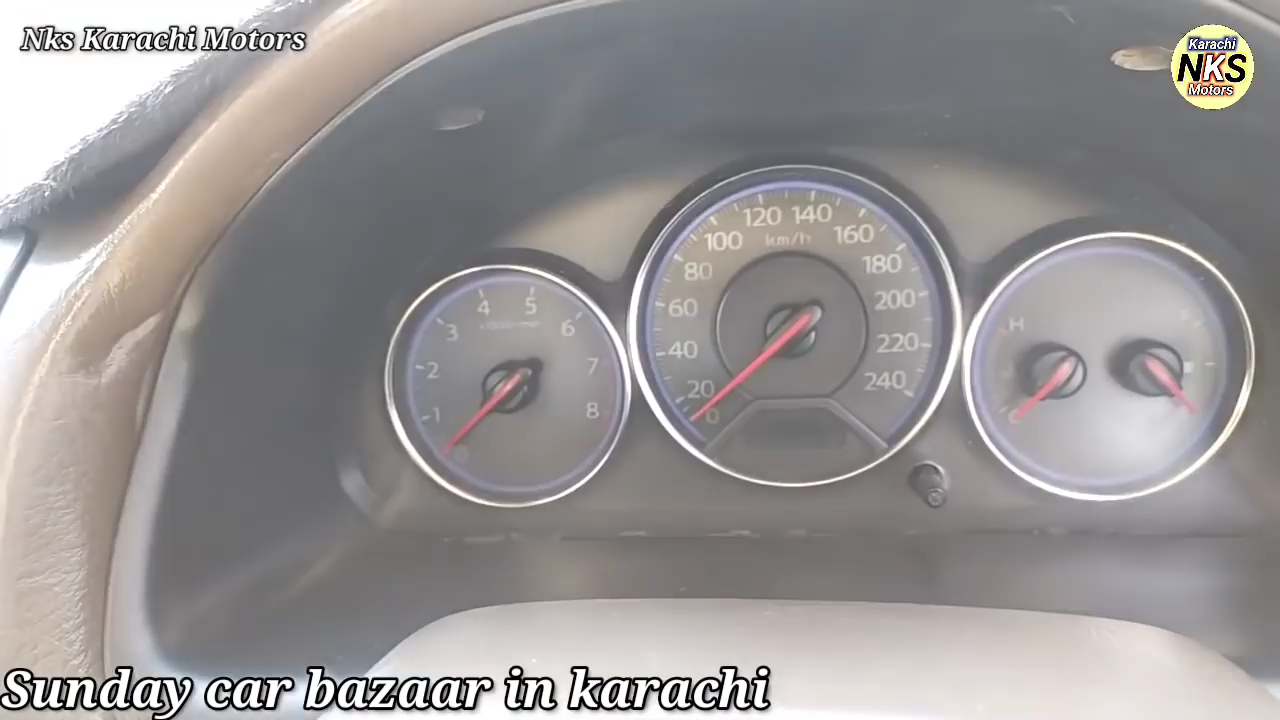 Nks Karachi Motors
Karachi
NKS
Motors
120 140
100 km/h 160
80 180
60 200
40 220
20 240
0
4 5
3 6
2 7
1 8
H
C
Sunday car bazaar in karachi